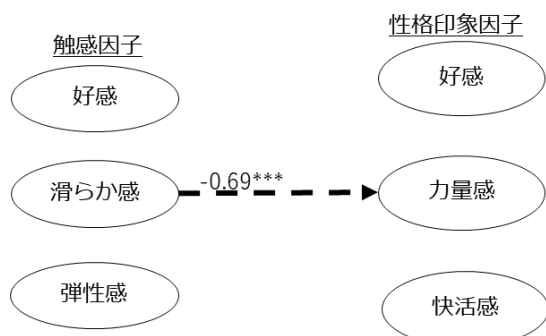 触感因子
性格印象因子
好感
好感
滑らか感
-0.69***
力量感
弾性感
快活感